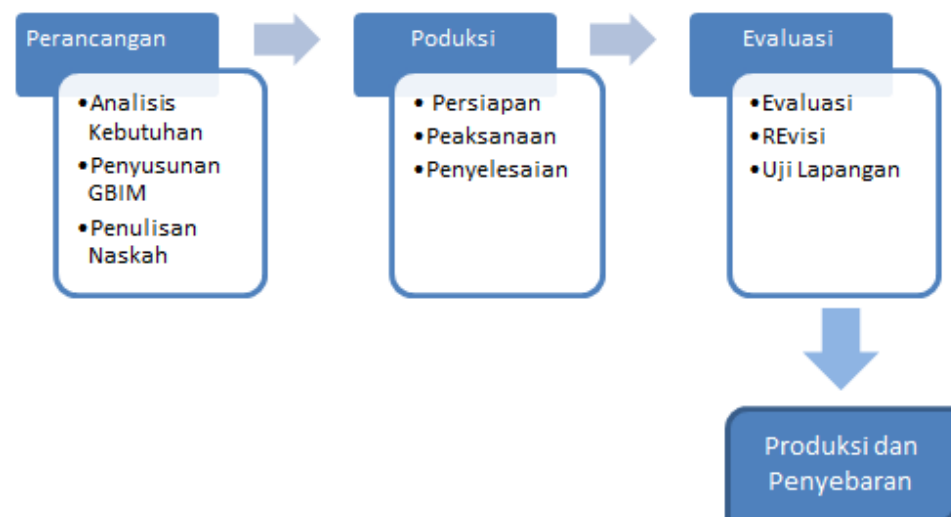 Perancangan
•Analisis
Kebutuhan
•Penyusunan
GBIM
•Penulisan
Naskah
Poduksi
• Persiapan
•Peaksanaan
•Penyelesaian
Evaluasi
•Evaluasi
•REvisi
•Uji Lapangan
Produksi dan
Penyebaran